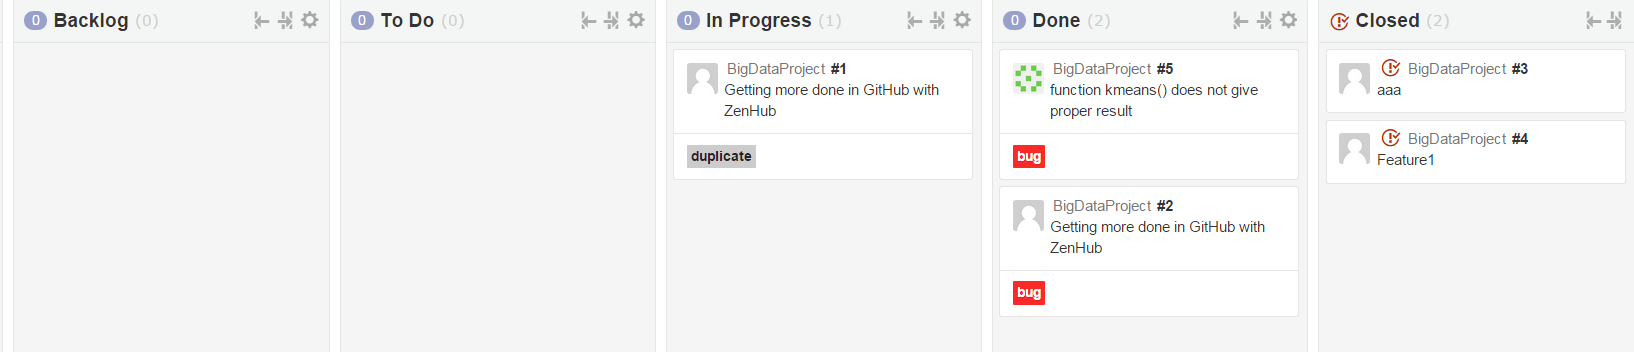 0 Backlog (0)
0 To Do (0)
0 In Progress (1)
BigDataProject #1
Getting more done in GitHub with
ZenHub
duplicate
0 Done (2)
BigDataProject #5
function kmeans() does not give
proper result
bug
BigDataProject #2
Getting more done in GitHub with
ZenHub
bug
Closed (2)
BigDataProject #3
aaa
BigDataProject #4
Feature1